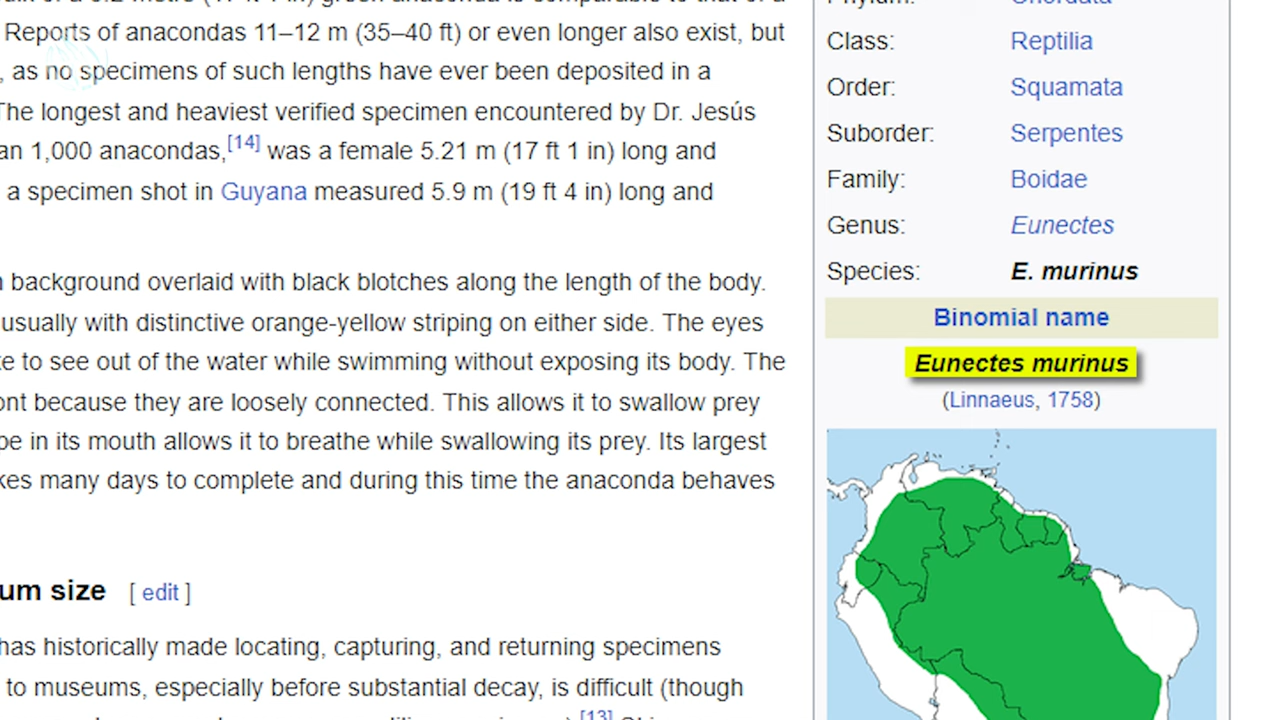 Reports of anacondas 11–12 m (35–40 ft) or even longer also exist, but
, as no specimens of such lengths have ever been deposited in a
The longest and heaviest verified specimen encountered by Dr. Jesús
an 1,000 anacondas,[14] was a female 5.21 m (17 ft 1 in) long and
a specimen shot in Guyana measured 5.9 m (19 ft 4 in) long and
background overlaid with black blotches along the length of the body.
usually with distinctive orange-yellow striping on either side. The eyes
to see out of the water while swimming without exposing its body. The
ont because they are loosely connected. This allows it to swallow prey
be in its mouth allows it to breathe while swallowing its prey. Its largest
kes many days to complete and during this time the anaconda behaves
um size [ edit ]
has historically made locating, capturing, and returning specimens
to museums, especially before substantial decay, is difficult (though
[13]
Phylum: Chordata
Class: Reptilia
Order: Squamata
Suborder: Serpentes
Family: Boidae
Genus: Eunectes
Species: E. murinus
Binomial name
Eunectes murinus
(Linnaeus, 1758)